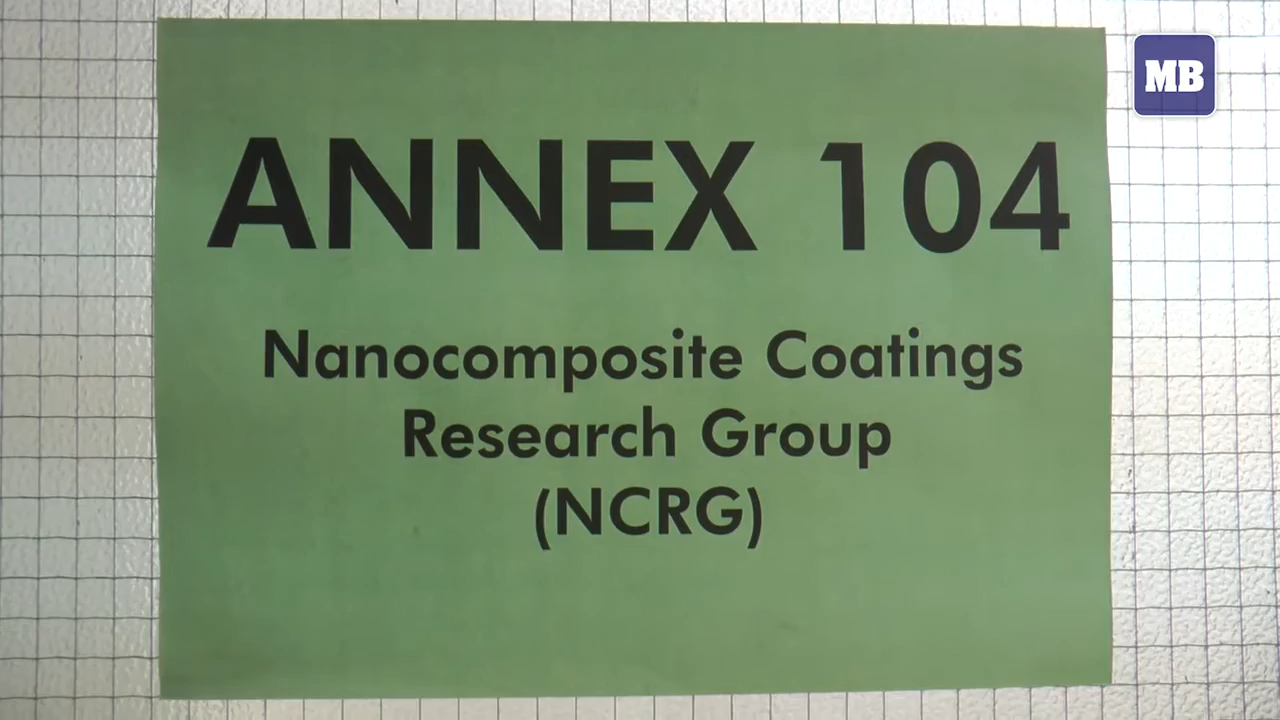 MB
ANNEX 104
Nanocomposite Coatings
Research Group
(NCRG)